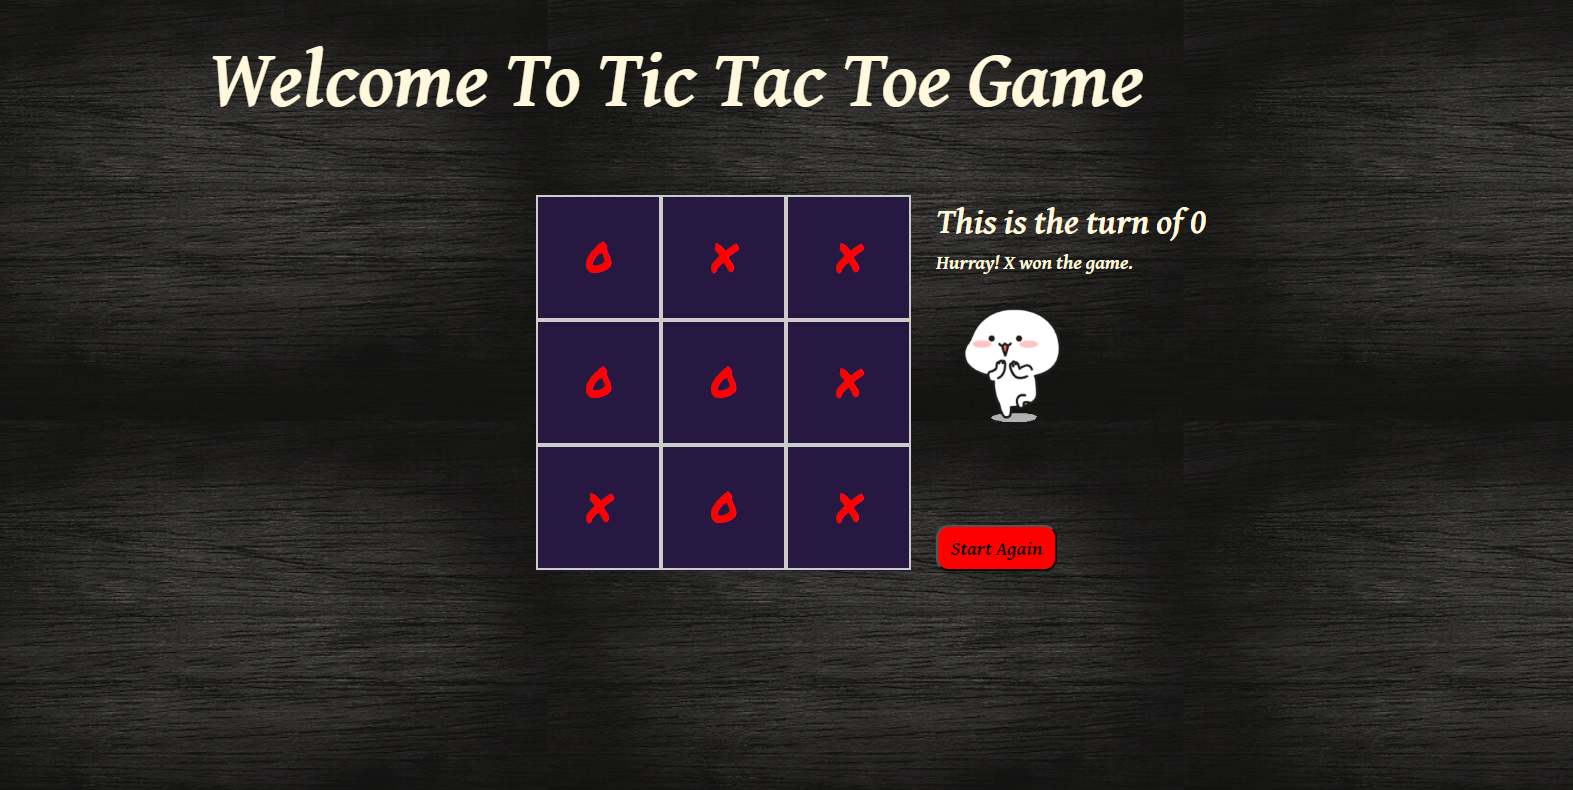 Welcome To Tic Tac Toe Game
This is the turn of 0
Hurray! X won the game.
0 X X
0 0 X
X 0 X
Start Again